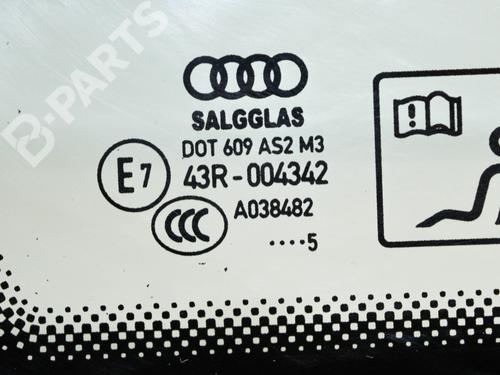 B-PARTS
SALGGLAS
DOT 609 AS2 M3
E7 43R-004342
CCC A038482
....5
!